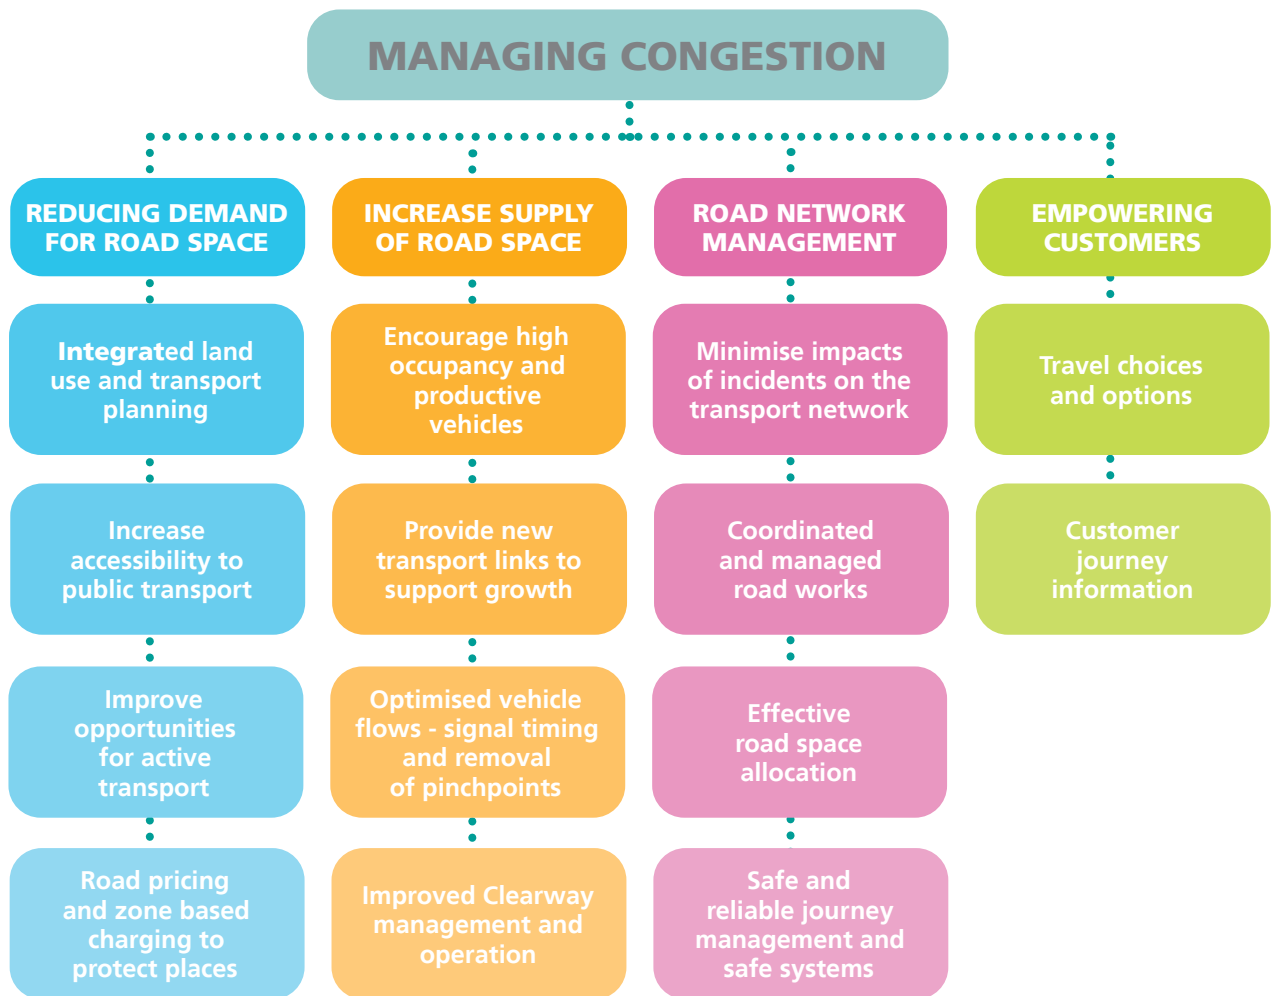 MANAGING CONGESTION
REDUCING DEMAND
FOR ROAD SPACE
Integrated land
use and transport
planning
Increase
accessibility to
public transport
Improve
opportunities
for active
transport
Road pricing
and zone based
charging to
protect places
INCREASE SUPPLY
OF ROAD SPACE
Encourage high
occupancy and
productive
vehicles
Provide new
transport links to
support growth
Optimised vehicle
flows - signal timing
and removal
of pinchpoints
Improved Clearway
management and
operation
ROAD NETWORK
MANAGEMENT
Minimise impacts
of incidents on the
transport network
Coordinated
and managed
road works
Effective
road space
allocation
Safe and
reliable journey
management and
safe systems
EMPOWERING
CUSTOMERS
Travel choices
and options
Customer
journey
information